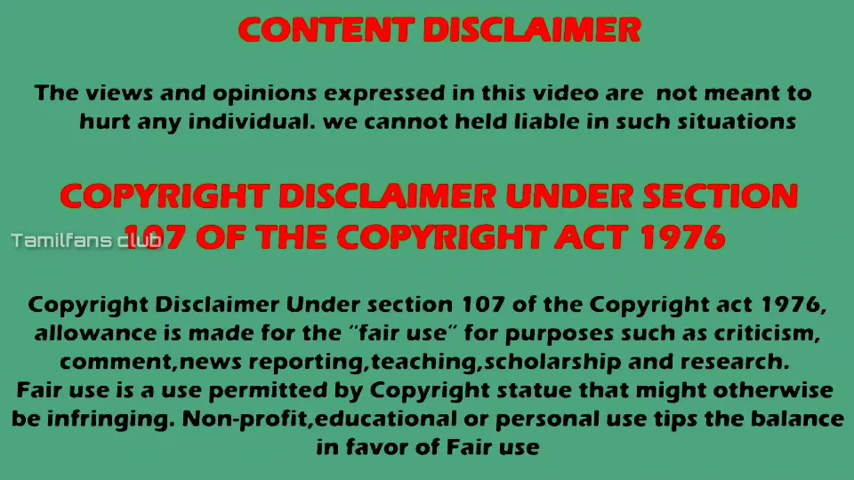 CONTENT DISCLAIMER
The views and opinions expressed in this video are not meant to
hurt any individual. we cannot held liable in such situations
COPYRIGHT DISCLAIMER UNDER SECTION
107 OF THE COPYRIGHT ACT 1976
Tamilfans club
Copyright Disclaimer Under section 107 of the Copyright act 1976,
allowance is made for the "fair use" for purposes such as criticism,
comment,news reporting,teaching,scholarship and research.
Fair use is a use permitted by Copyright statue that might otherwise
be infringing. Non-profit,educational or personal use tips the balance
in favor of Fair use